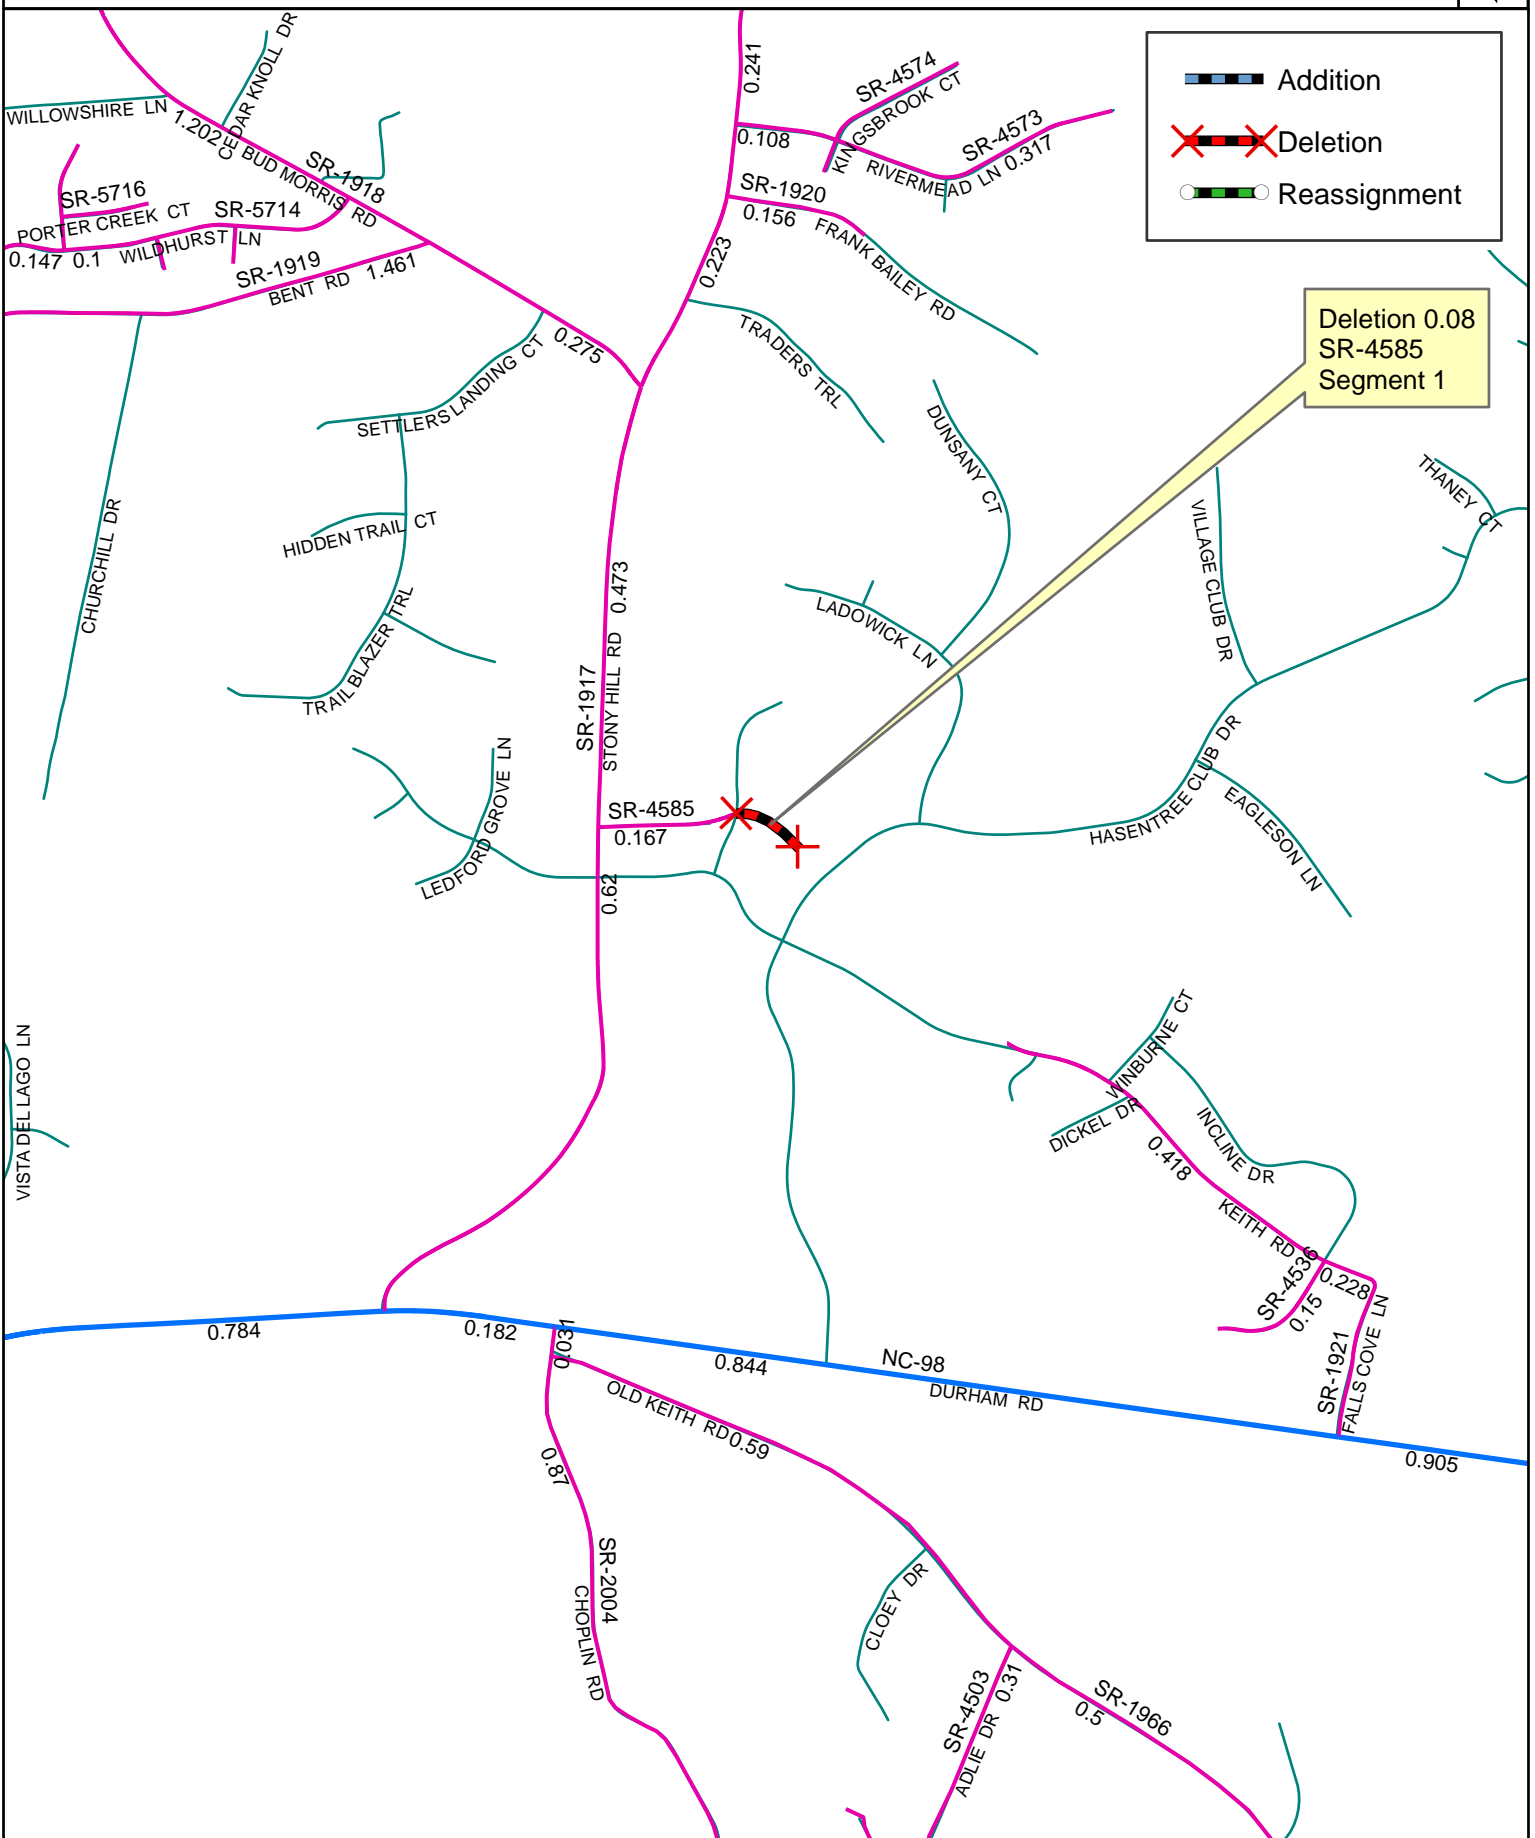 CEDAR KNOLL DR
WILLOWSHIRE LN
1.202
BUD MORRIS RD
SR-1918
SR-5716
PORTER CREEK CT
SR-5714
WILDHURST LN
0.147
0.1
SR-1919
BENT RD
1.461
0.241
SR-4574
KINGSBROOK CT
0.108
SR-4573
RIVERMEAD LN 0.317
SR-1920
0.156
FRANK BAILEY RD
0.223
TRADERS TRL
Addition
Deletion
Reassignment
Deletion 0.08
SR-4585
Segment 1
0.275
SETTLERS LANDING CT
HIDDEN TRAIL CT
CHURCHILL DR
TRAIL BLAZER TRL
DUNSANY CT
LADOWICK LN
VILLAGE CLUB DR
THANEY CT
0.473
SR-1917
STONY HILL RD
LEDFORD GROVE LN
SR-4585
0.167
0.62
HASENTREE CLUB DR
EAGLESON LN
VISTA DEL LAGO LN
WINBURNE CT
DICKEL DR
INCLINE DR
0.418
KEITH RD
SR-4536
0.15
0.228
SR-1921
FALLS COVE LN
0.784
0.182
0.031
0.844
NC-98
DURHAM RD
0.905
OLD KEITH RD 0.59
0.87
SR-2004
CHOPLIN RD
CLOEY DR
SR-4503
ADLIE DR 0.31
SR-1966
0.5